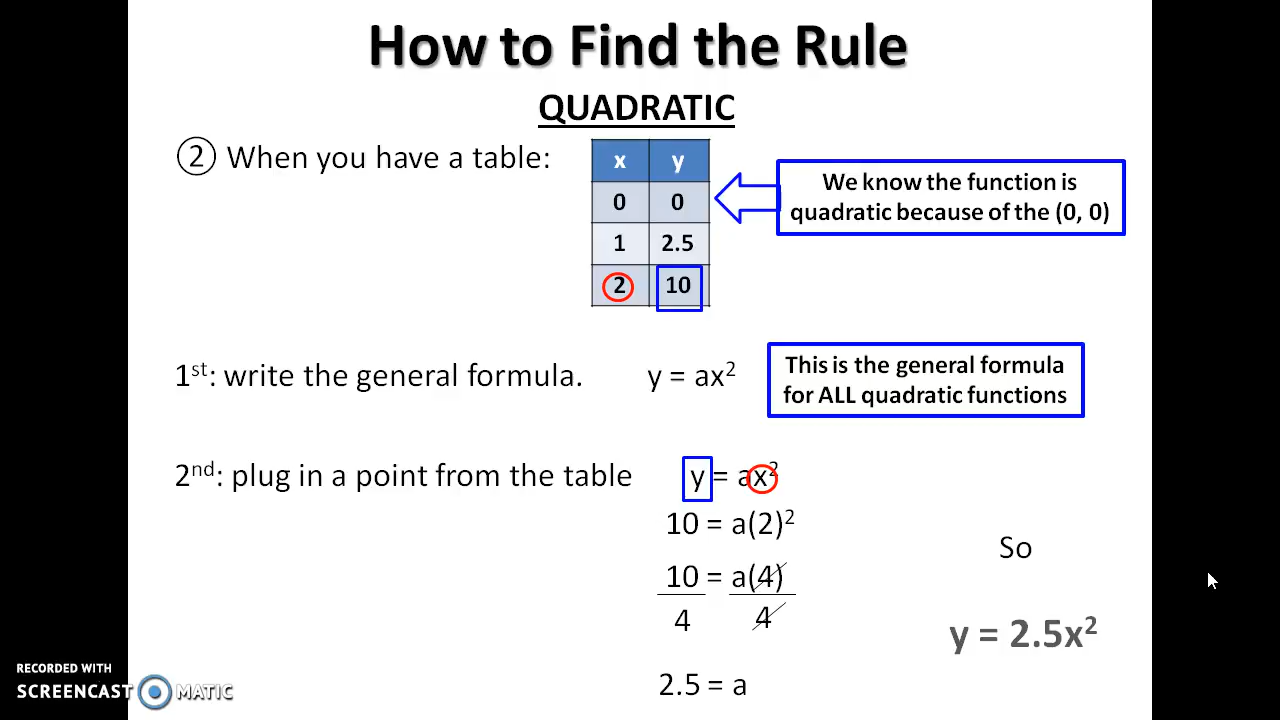 How to Find the Rule
QUADRATIC
② When you have a table:
x y
0 0
1 2.5
2 10
We know the function is
quadratic because of the (0, 0)
1st: write the general formula. y = ax²
This is the general formula
for ALL quadratic functions
2nd: plug in a point from the table y = ax²
10 = a(2)²
10 = a(4)
4 4
2.5 = a
So
y = 2.5x²
RECORDED WITH
SCREENCAST MATIC